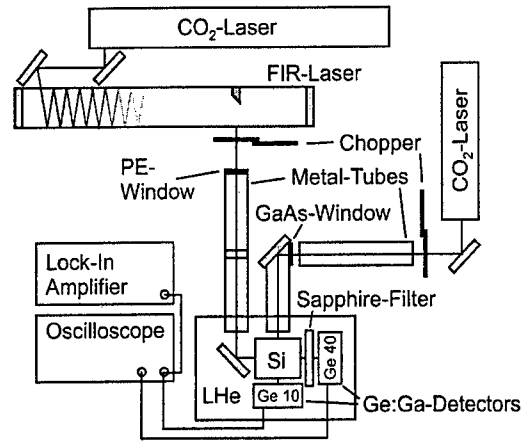 CO2-Laser
FIR-Laser
CO2-Laser
Chopper
PE-
Window
Metal-Tubes
GaAs-Window
Lock-In
Amplifier
Sapphire-Filter
Oscilloscope
Si
Ge 40
LHe
Ge 10
Ge:Ga-Detectors